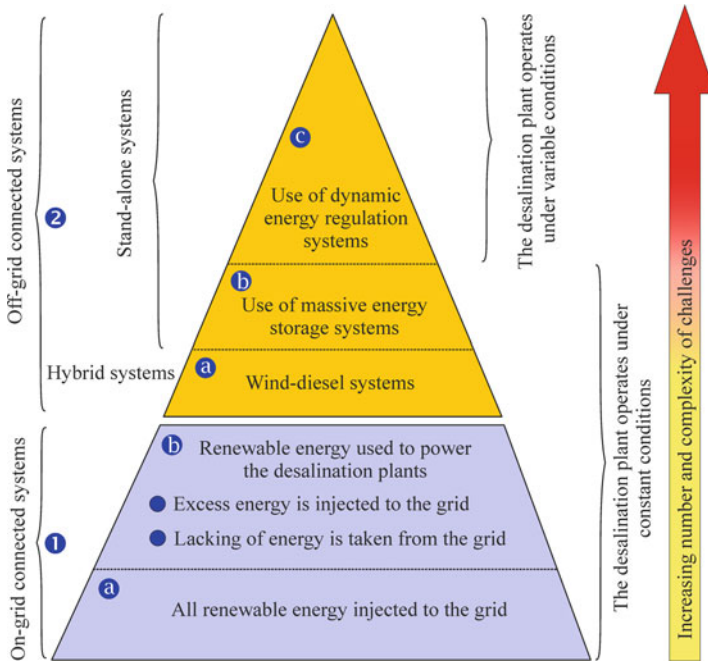 c
Use of dynamic
energy regulation
systems
b
Use of massive energy
storage systems
a
Wind-diesel systems
b
Renewable energy used to power
the desalination plants
Excess energy is injected to the grid
Lacking of energy is taken from the grid
a
All renewable energy injected to the grid
Off-grid connected systems
2
Stand-alone systems
Hybrid systems
On-grid connected systems
1
The desalination plant operates
under variable conditions
The desalination plant operates under
constant conditions
Increasing number and complexity of challenges